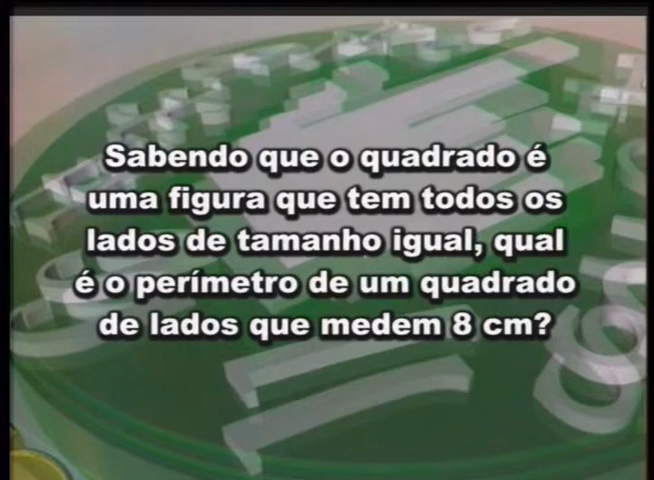 Sabendo que o quadrado é
uma figura que tem todos os
lados de tamanho igual, qual
é o perímetro de um quadrado
de lados que medem 8 cm?